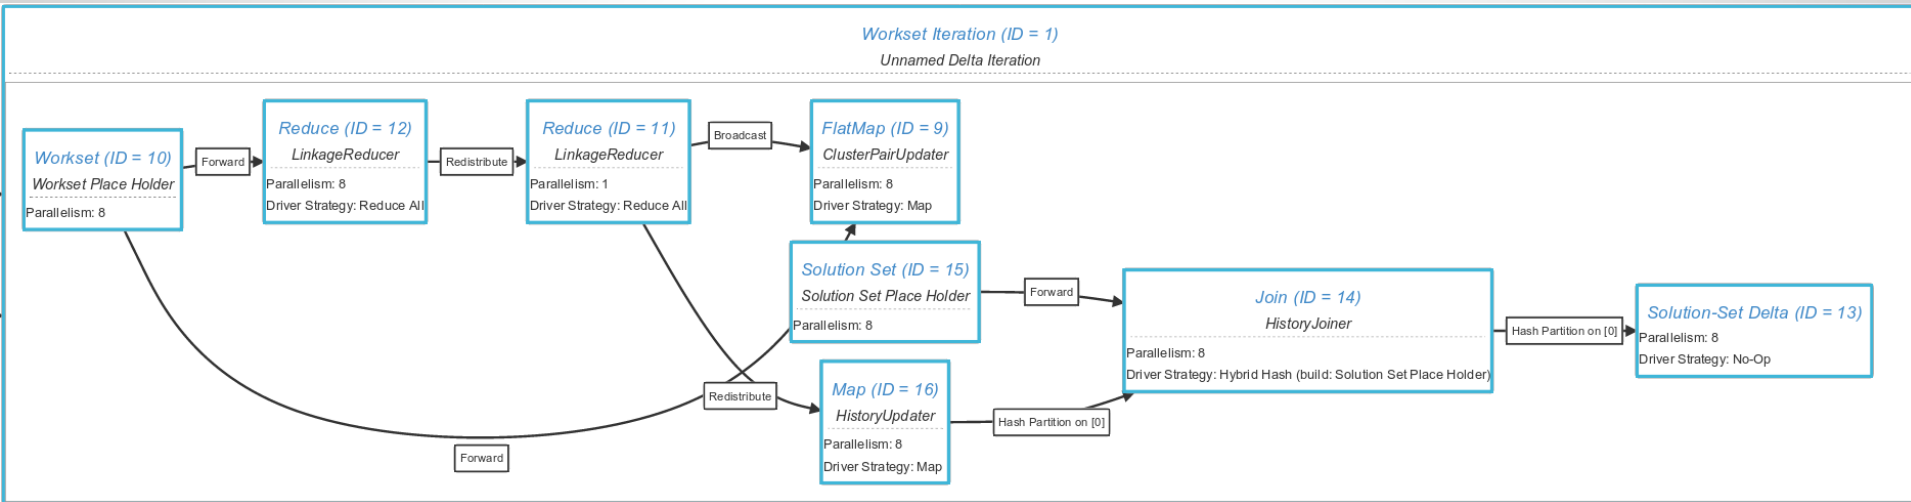 Workset Iteration (ID = 1)
Unnamed Delta Iteration
Workset (ID = 10)
Workset Place Holder
Parallelism: 8
Forward
Reduce (ID = 12)
LinkageReducer
Parallelism: 8
Driver Strategy: Reduce All
Redistribute
Reduce (ID = 11)
LinkageReducer
Parallelism: 1
Driver Strategy: Reduce All
Broadcast
FlatMap (ID = 9)
ClusterPairUpdater
Parallelism: 8
Driver Strategy: Map
Solution Set (ID = 15)
Solution Set Place Holder
Parallelism: 8
Forward
Join (ID = 14)
HistoryJoiner
Parallelism: 8
Driver Strategy: Hybrid Hash (build: Solution Set Place Holder)
Hash Partition on [0]
Solution-Set Delta (ID = 13)
Parallelism: 8
Driver Strategy: No-Op
Redistribute
Map (ID = 16)
HistoryUpdater
Parallelism: 8
Driver Strategy: Map
Hash Partition on [0]
Forward